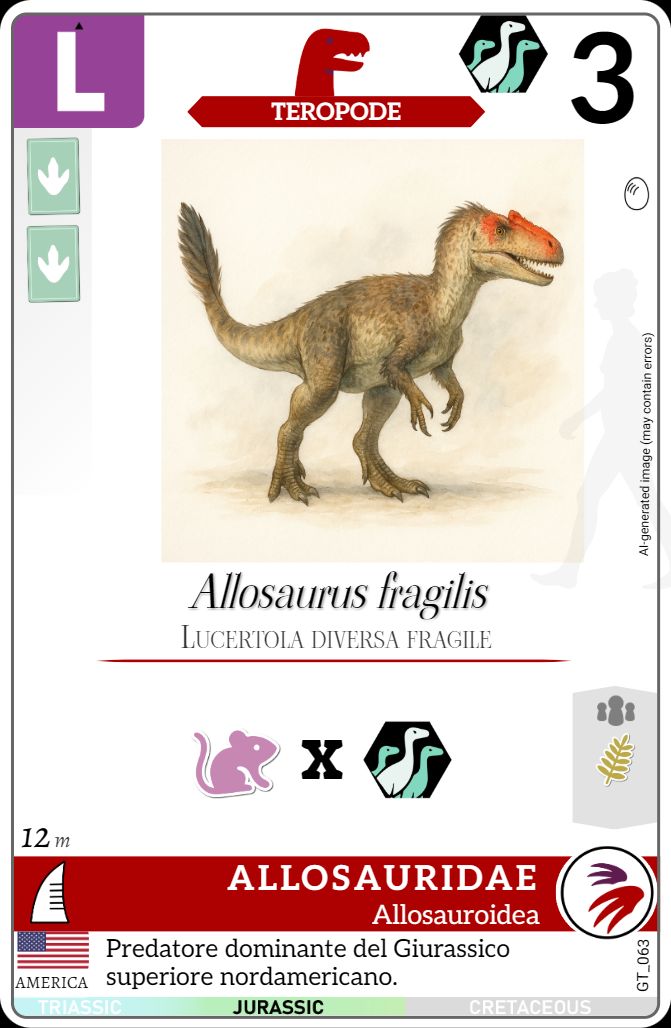 L
TEROPODE
3
AI-generated image (may contain errors)
Allosaurus fragilis
LUCERTOLA DIVERSA FRAGILE
X
12 m
ALLOSAURIDAE
Allosauroidea
AMERICA
Predatore dominante del Giurassico
superiore nordamericano.
GT_063
TRIASSIC JURASSIC CRETACEOUS